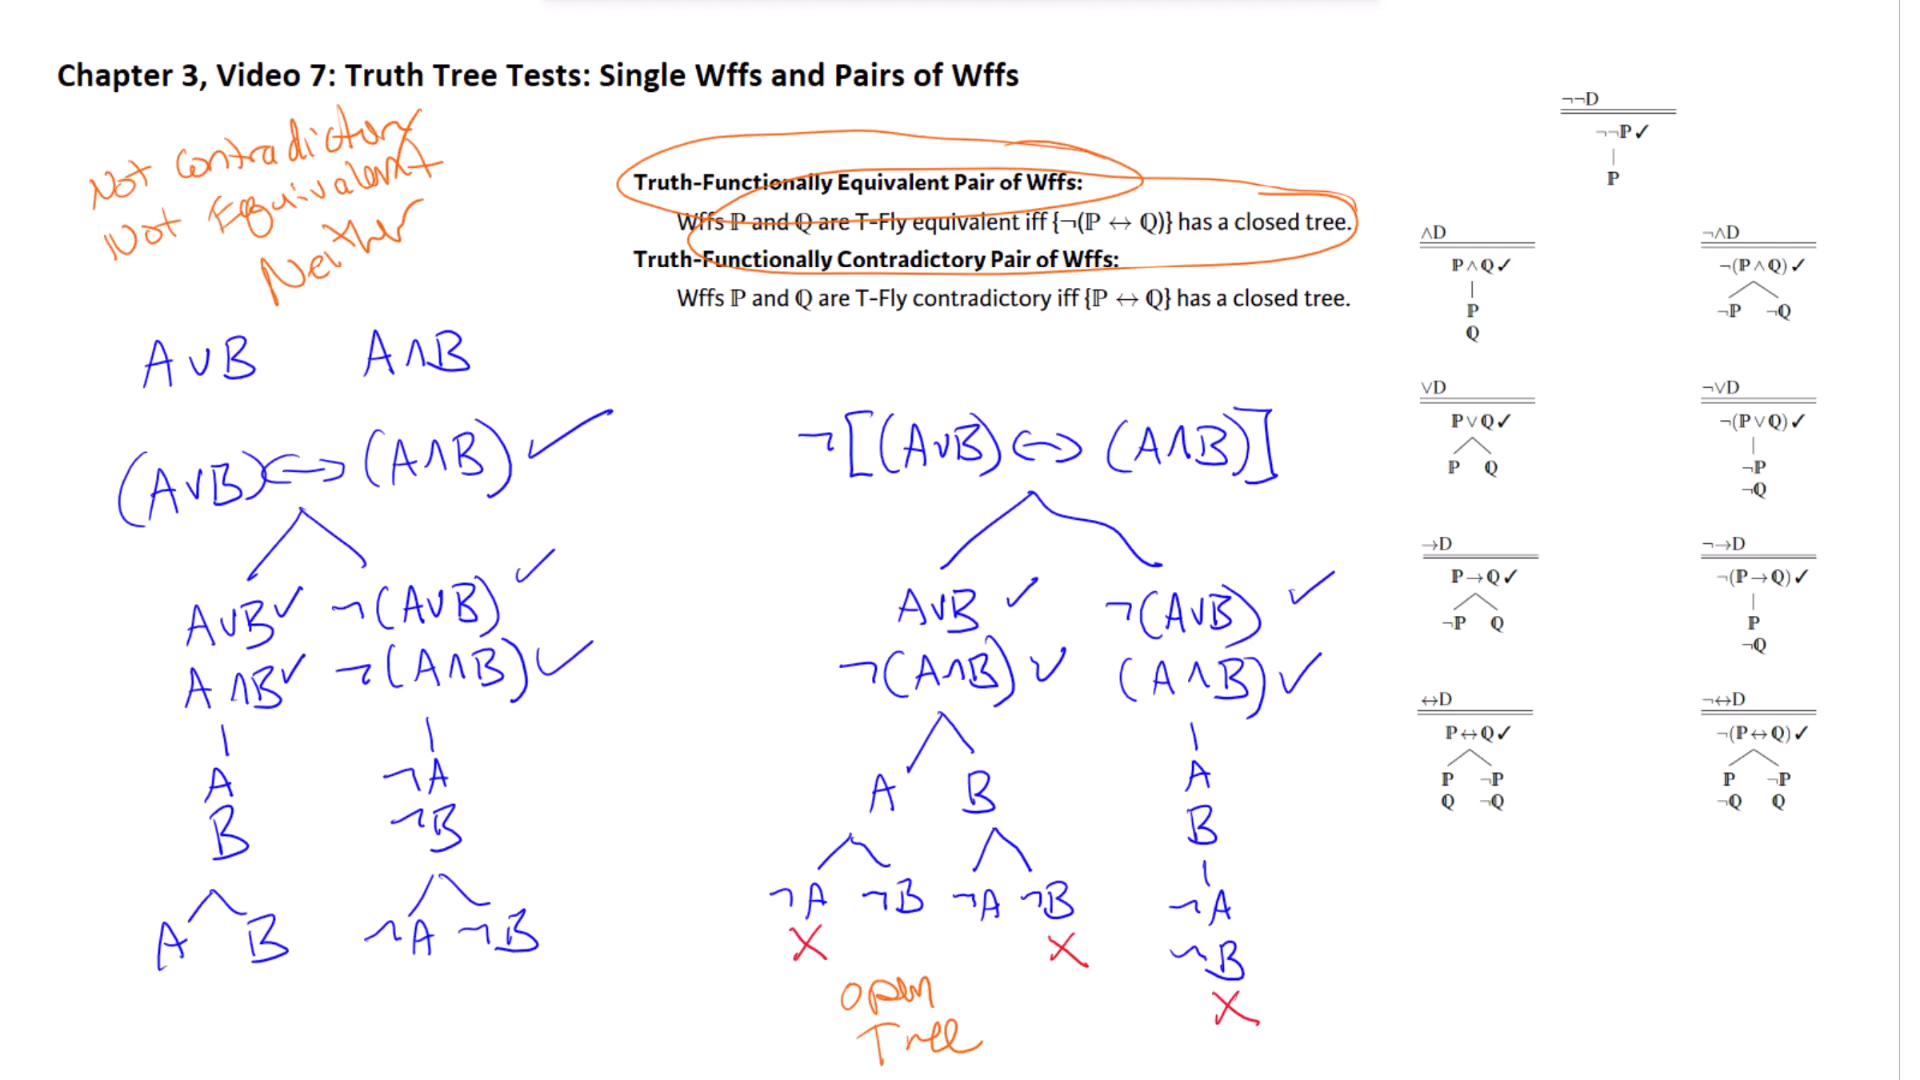 Chapter 3, Video 7: Truth Tree Tests: Single Wffs and Pairs of Wffs
Not Contradictory
Not Equivalent
Neither
Truth-Functionally Equivalent Pair of Wffs:
Wffs ℙ and ℚ are T-Fly equivalent iff {¬(ℙ ↔ ℚ)} has a closed tree.
Truth-Functionally Contradictory Pair of Wffs:
Wffs ℙ and ℚ are T-Fly contradictory iff {ℙ ↔ ℚ} has a closed tree.
A∨B A∧B
(A∨B)↔(A∧B) ✓
A∨B ✓ ¬(A∨B) ✓
A∧B ✓ ¬(A∧B) ✓
A ¬A
B ¬B
A B ¬A ¬B
¬[(A∨B)↔(A∧B)]
A∨B ✓ ¬(A∨B) ✓
¬(A∧B) ✓ (A∧B) ✓
A B A
B
¬A ¬B ¬A ¬B ¬A
X X ¬B
X
open
Tree
¬¬D
¬¬ℙ✓
ℙ
∧D ¬∧D
ℙ∧ℚ✓ ¬(ℙ∧ℚ)✓
ℙ ¬ℙ ¬ℚ
ℚ
∨D ¬∨D
ℙ∨ℚ✓ ¬(ℙ∨ℚ)✓
ℙ ℚ ¬ℙ
¬ℚ
→D ¬→D
ℙ→ℚ✓ ¬(ℙ→ℚ)✓
¬ℙ ℚ ℙ
¬ℚ
↔D ¬↔D
ℙ↔ℚ✓ ¬(ℙ↔ℚ)✓
ℙ ¬ℙ ℙ ¬ℙ
ℚ ¬ℚ ¬ℚ ℚ